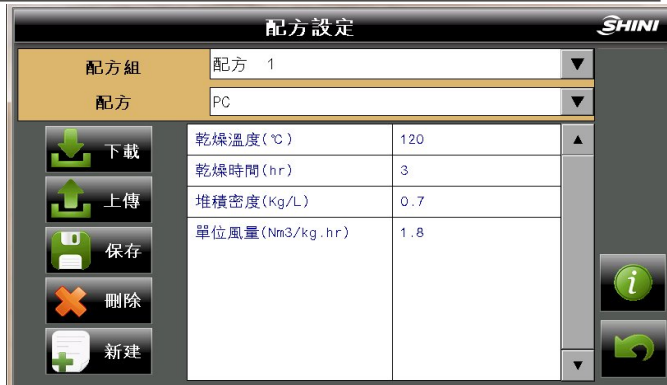 配方設定
SHINI
配方組
配方 1
配方
PC
下載
乾燥溫度(℃)
120
乾燥時間(hr)
3
上傳
堆積密度(Kg/L)
0.7
單位風量(Nm3/kg.hr)
1.8
保存
刪除
新建
i